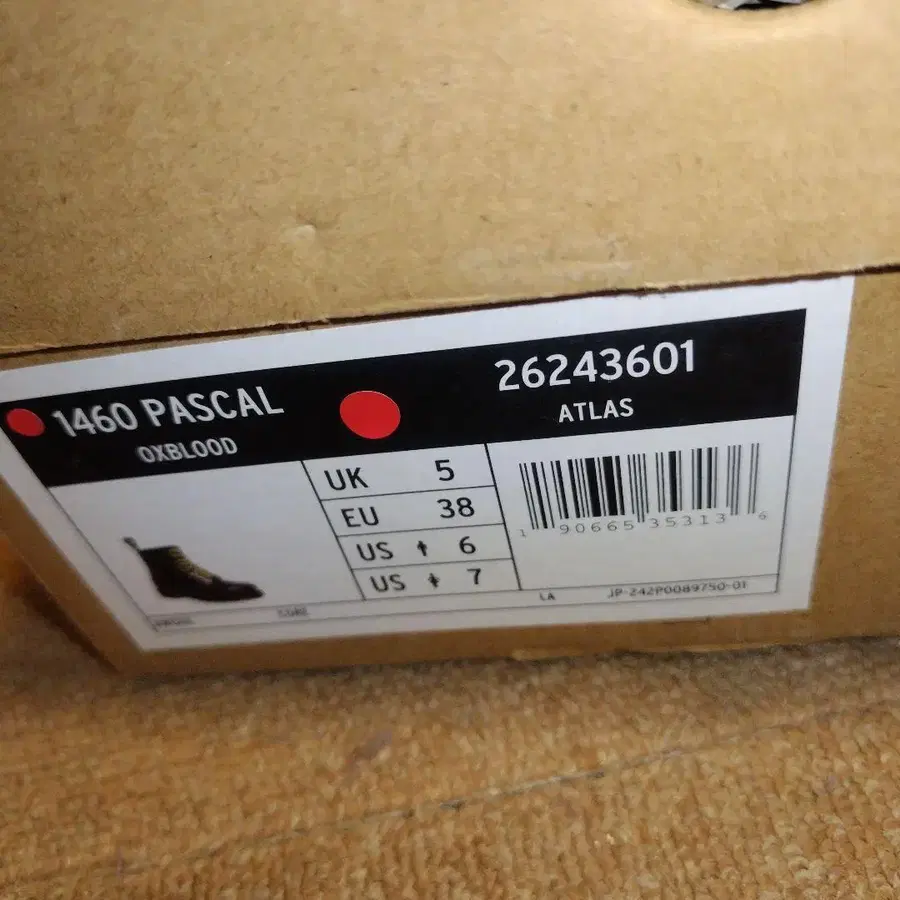 1460 PASCAL
OXBLOOD
26243601
ATLAS
UK 5
EU 38
US 6
US 7
1 90665 35313 6
LA
JP-242P0089750-01